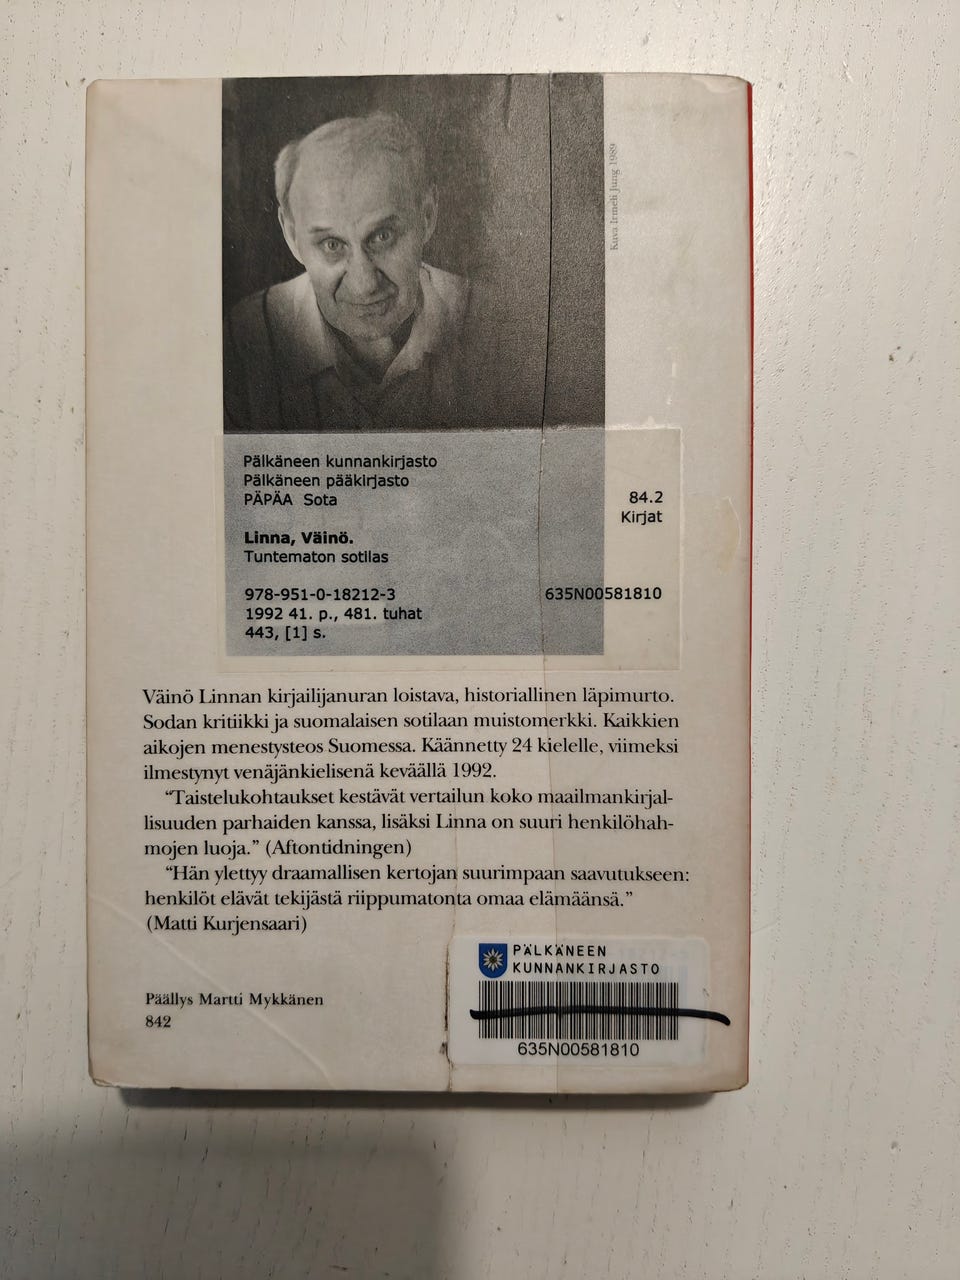 Kuva Irmeli Jung 1989
Pälkäneen kunnankirjasto
Pälkäneen pääkirjasto
PÄPÄA Sota
84.2
Kirjat
Linna, Väinö.
Tuntematon sotilas
978-951-0-18212-3
635N00581810
1992 41. p., 481. tuhat
443, [1] s.
Väinö Linnan kirjailijanuran loistava, historiallinen läpimurto.
Sodan kritiikki ja suomalaisen sotilaan muistomerkki. Kaikkien
aikojen menestysteos Suomessa. Käännetty 24 kielelle, viimeksi
ilmestynyt venäjänkielisenä keväällä 1992.
“Taistelukohtaukset kestävät vertailun koko maailmankirjal-
lisuuden parhaiden kanssa, lisäksi Linna on suuri henkilöhah-
mojen luoja.” (Aftontidningen)
“Hän ylettyy draamallisen kertojan suurimpaan saavutukseen:
henkilöt elävät tekijästä riippumatonta omaa elämäänsä.”
(Matti Kurjensaari)
Päällys Martti Mykkänen
842
PÄLKÄNEEN
KUNNANKIRJASTO
635N00581810